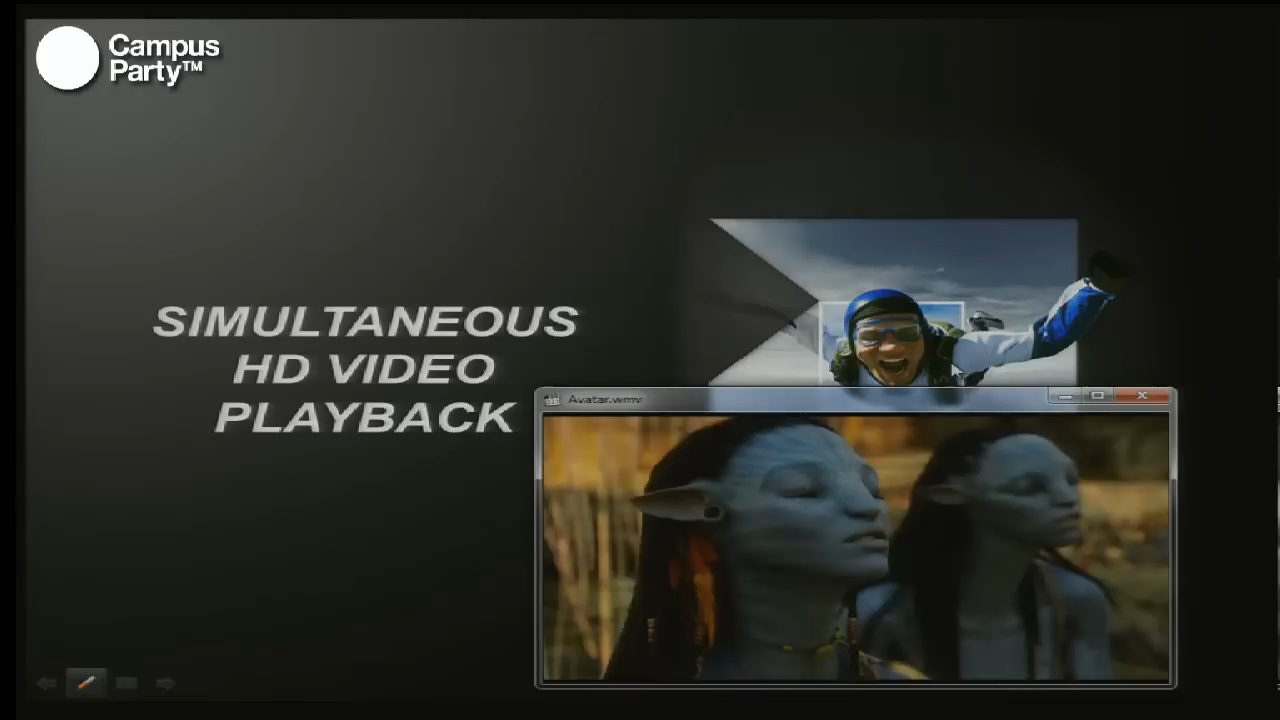 Campus
Party™
SIMULTANEOUS
HD VIDEO
PLAYBACK
Avatar.wmv